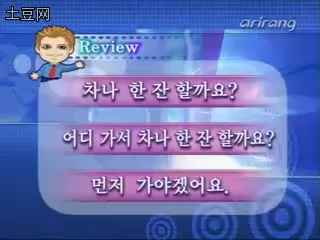 土豆网
arirang
Review
차나 한 잔 할까요?
어디 가서 차나 한 잔 할까요?
먼저 가야겠어요.